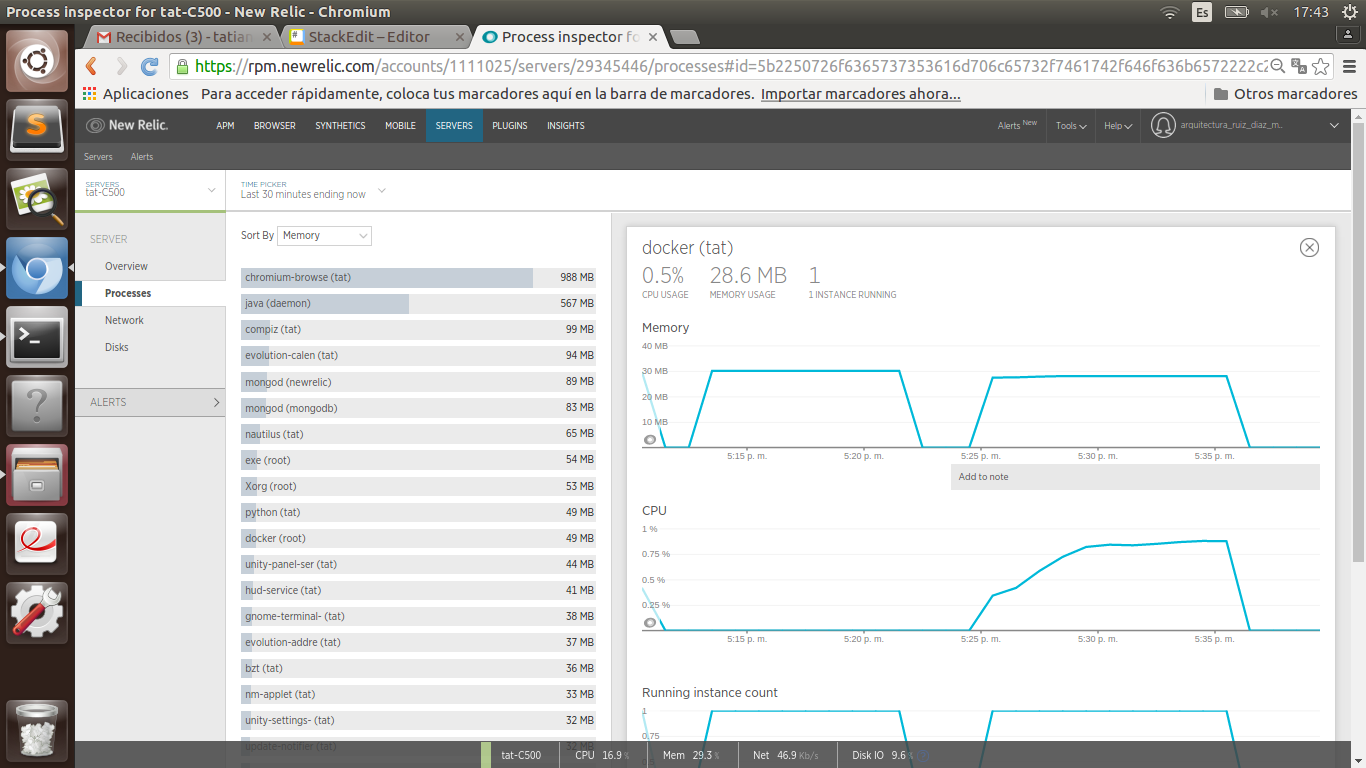 Process inspector for tat-C500 - New Relic - Chromium
Es
17:43
Recibidos (3) - tatian
StackEdit – Editor
Process inspector fo
https://rpm.newrelic.com/accounts/1111025/servers/29345446/processes#id=5b2250726f6365737353616d706c65732f7461742f646f636b6572222c2
Aplicaciones Para acceder rápidamente, coloca tus marcadores aquí en la barra de marcadores. Importar marcadores ahora...
Otros marcadores
New Relic. APM BROWSER SYNTHETICS MOBILE SERVERS PLUGINS INSIGHTS
Alerts New Tools Help arquitectura_ruiz_diaz_m..
Servers Alerts
SERVERS
tat-C500
TIME PICKER
Last 30 minutes ending now
SERVER
Overview
Processes
Network
Disks
ALERTS
Sort By Memory
chromium-browse (tat) 988 MB
java (daemon) 567 MB
compiz (tat) 99 MB
evolution-calen (tat) 94 MB
mongod (newrelic) 89 MB
mongod (mongodb) 83 MB
nautilus (tat) 65 MB
exe (root) 54 MB
Xorg (root) 53 MB
python (tat) 49 MB
docker (root) 49 MB
unity-panel-ser (tat) 44 MB
hud-service (tat) 41 MB
gnome-terminal- (tat) 38 MB
evolution-addre (tat) 37 MB
bzt (tat) 36 MB
nm-applet (tat) 33 MB
unity-settings- (tat) 32 MB
update-notifier (tat) 32 MB
docker (tat)
0.5% 28.6 MB 1
CPU USAGE MEMORY USAGE 1 INSTANCE RUNNING
Memory
40 MB
30 MB
20 MB
10 MB
5:15 p. m. 5:20 p. m. 5:25 p. m. 5:30 p. m. 5:35 p. m.
Add to note
CPU
1 %
0.75 %
0.5 %
0.25 %
5:15 p. m. 5:20 p. m. 5:25 p. m. 5:30 p. m. 5:35 p. m.
Running instance count
1
0.75
tat-C500 CPU 16.9 % Mem 29.3 % Net 46.9 Kb/s Disk IO 9.6 %